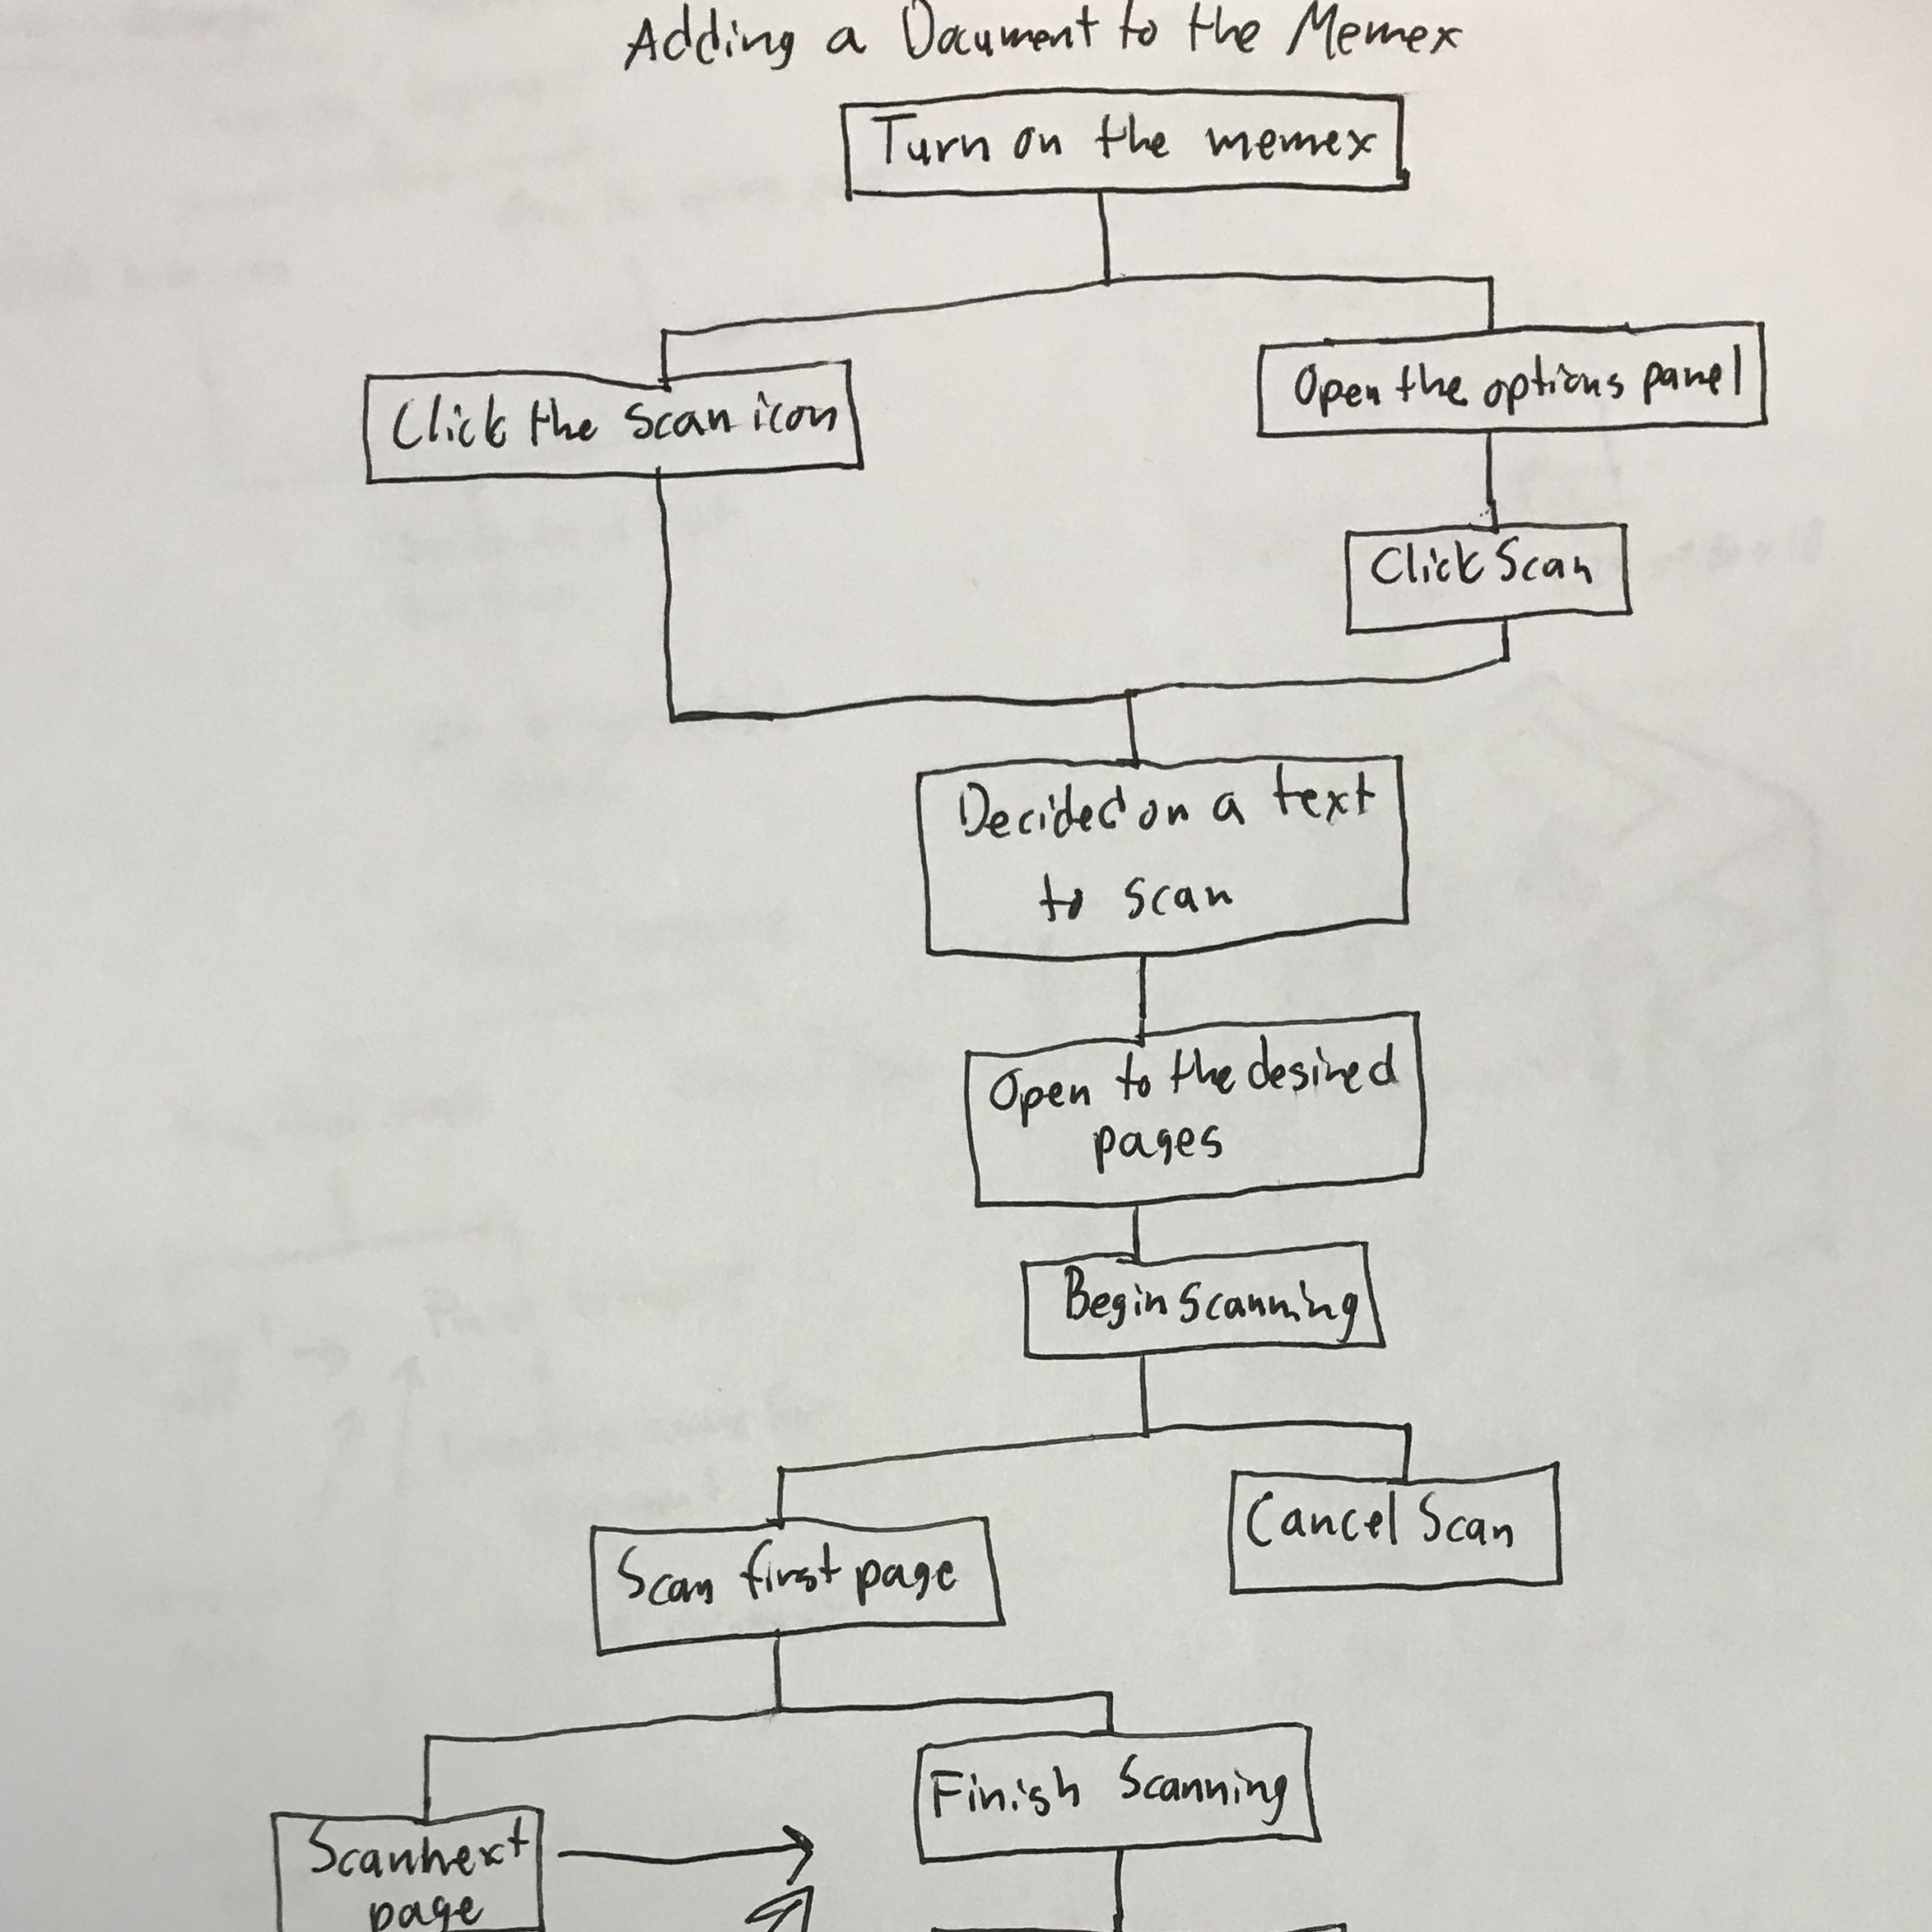 Adding a Document to the Memex
Turn on the memex
Click the scan icon
Open the options panel
Click Scan
Decided on a text
to scan
Open to the desired
pages
Begin scanning
Scan first page
Cancel Scan
Finish Scanning
Scan next
page